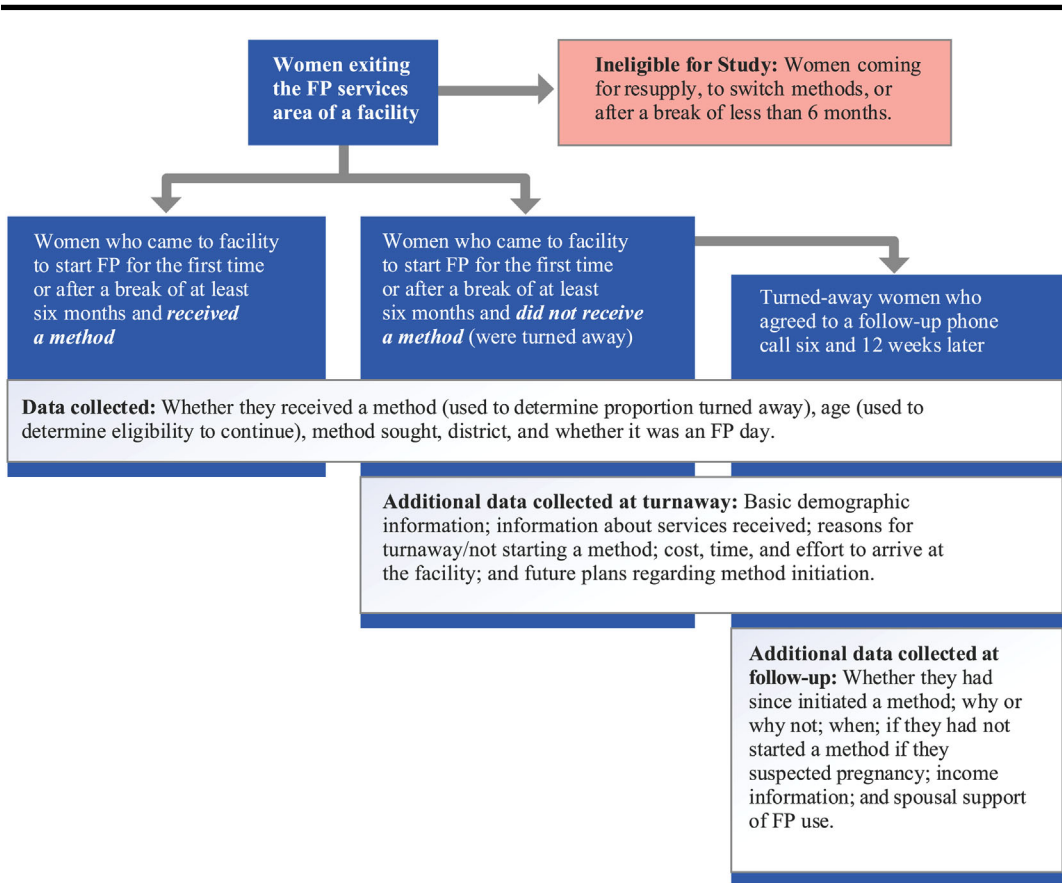 Women exiting
the FP services
area of a facility
Ineligible for Study: Women coming
for resupply, to switch methods, or
after a break of less than 6 months.
Women who came to facility
to start FP for the first time
or after a break of at least
six months and received
a method
Women who came to facility
to start FP for the first time
or after a break of at least
six months and did not receive
a method (were turned away)
Turned-away women who
agreed to a follow-up phone
call six and 12 weeks later
Data collected: Whether they received a method (used to determine proportion turned away), age (used to
determine eligibility to continue), method sought, district, and whether it was an FP day.
Additional data collected at turnaway: Basic demographic
information; information about services received; reasons for
turnaway/not starting a method; cost, time, and effort to arrive at
the facility; and future plans regarding method initiation.
Additional data collected at
follow-up: Whether they had
since initiated a method; why or
why not; when; if they had not
started a method if they
suspected pregnancy; income
information; and spousal support
of FP use.